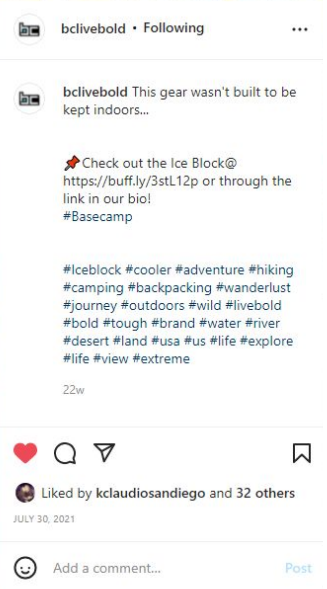 bclivebold • Following
bclivebold This gear wasn't built to be
kept indoors...
📌Check out the Ice Block@
https://buff.ly/3stL12p or through the
link in our bio!
#Basecamp
#Iceblock #cooler #adventure #hiking
#camping #backpacking #wanderlust
#journey #outdoors #wild #livebold
#bold #tough #brand #water #river
#desert #land #usa #us #life #explore
#life #view #extreme
22w
Liked by kclaudiosandiego and 32 others
JULY 30, 2021
Add a comment... Post